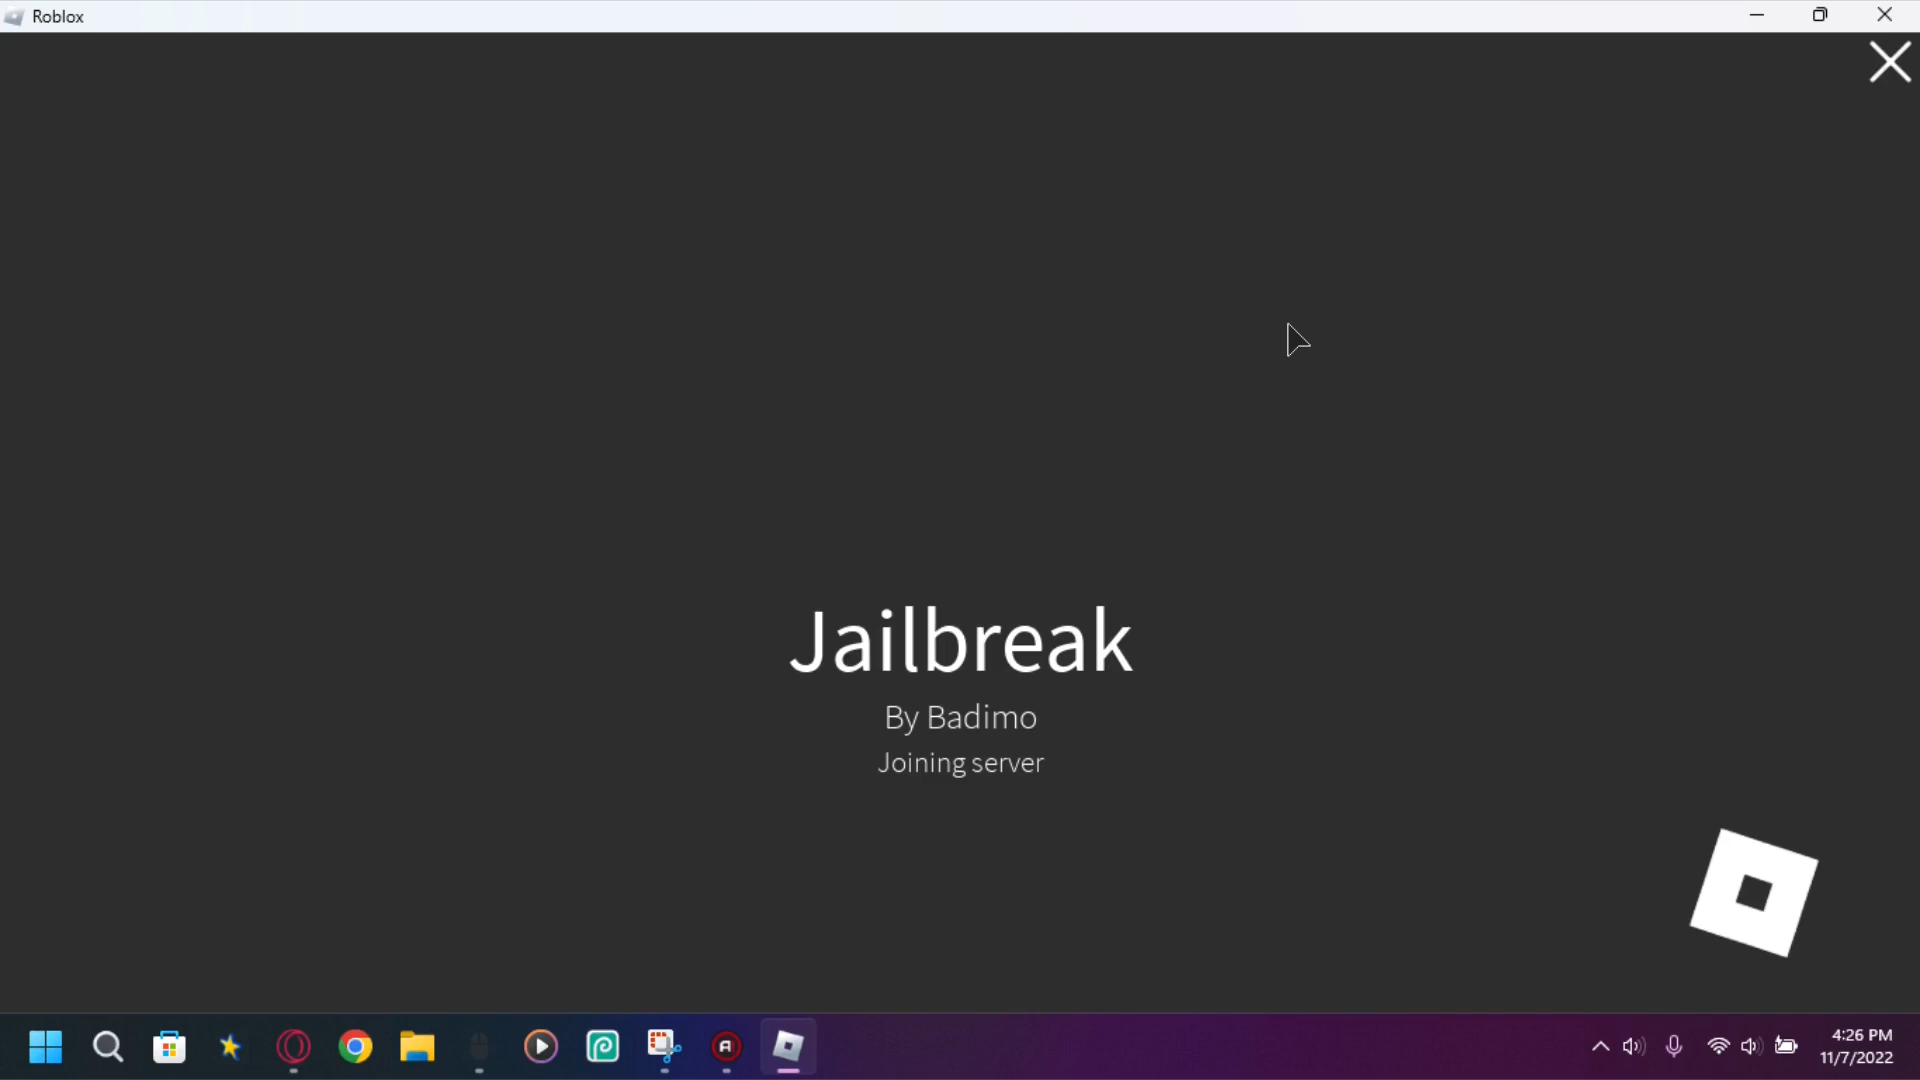 Roblox
Jailbreak
By Badimo
Joining server
4:26 PM
11/7/2022